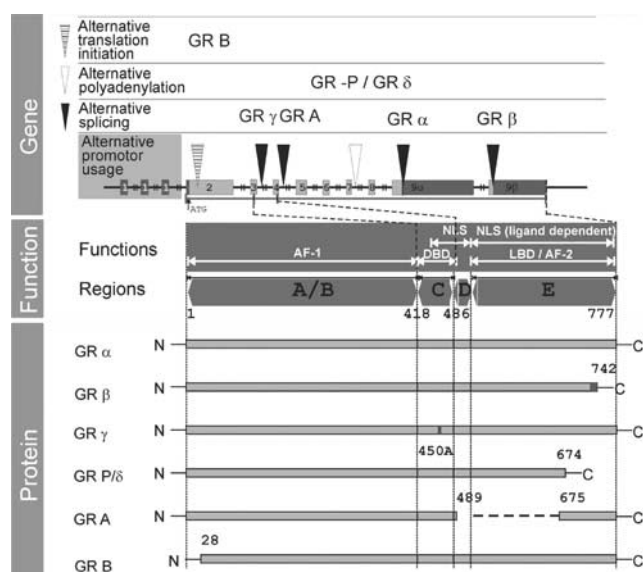 Gene
Alternative
translation
initiation
GR B
Alternative
polyadenylation
GR -P / GR δ
Alternative
splicing
GR γ GR A
GR α
GR β
Alternative
promotor
usage
2 3 4 5 6 7 8 9α 9β
ATG
Function
Functions
AF-1
NLS
DBD
NLS (ligand dependent)
LBD / AF-2
Regions
A/B C D E
1 418 486 777
Protein
GR α N C
742
GR β N C
GR γ N C
450A
674
GR P/δ N C
489 675
GR A N C
28
GR B N C